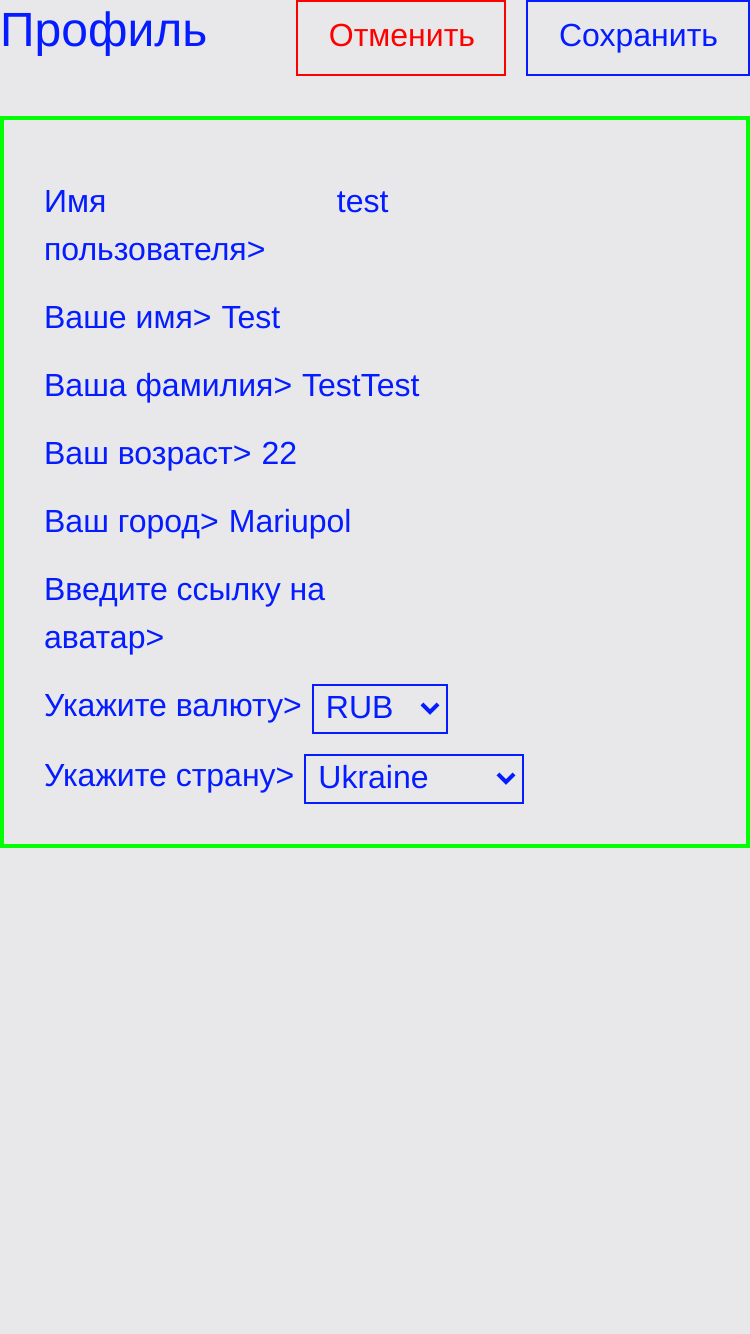 Профиль Отменить Сохранить
Имя test
пользователя>
Ваше имя> Test
Ваша фамилия> TestTest
Ваш возраст> 22
Ваш город> Mariupol
Введите ссылку на
аватар>
Укажите валюту> RUB
Укажите страну> Ukraine